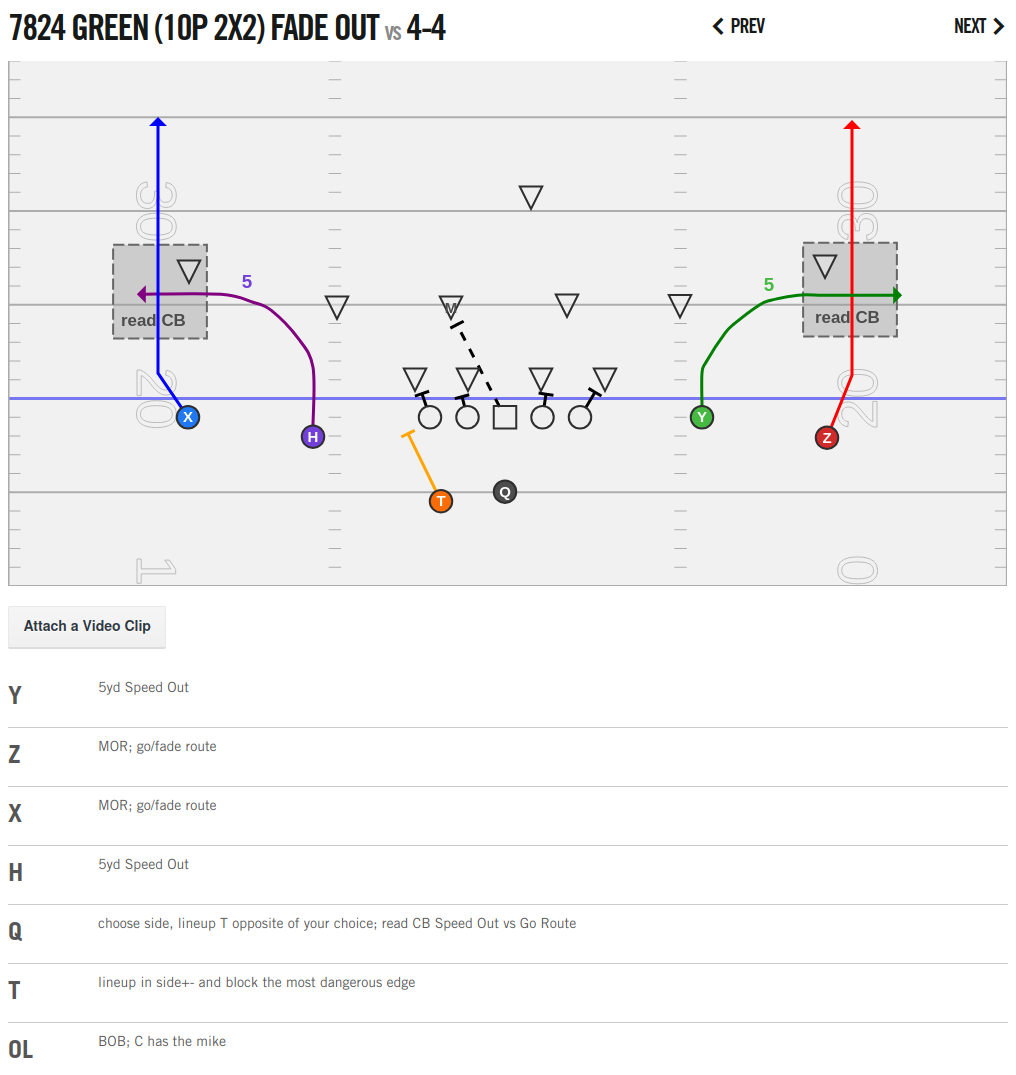 7824 GREEN (10P 2X2) FADE OUT VS 4-4
PREV
NEXT
30
30
5
5
read CB
read CB
M
20
20
X
H
Y
Z
T
Q
1
0
Attach a Video Clip
Y
5yd Speed Out
Z
MOR; go/fade route
X
MOR; go/fade route
H
5yd Speed Out
Q
choose side, lineup T opposite of your choice; read CB Speed Out vs Go Route
T
lineup in side+- and block the most dangerous edge
OL
BOB; C has the mike